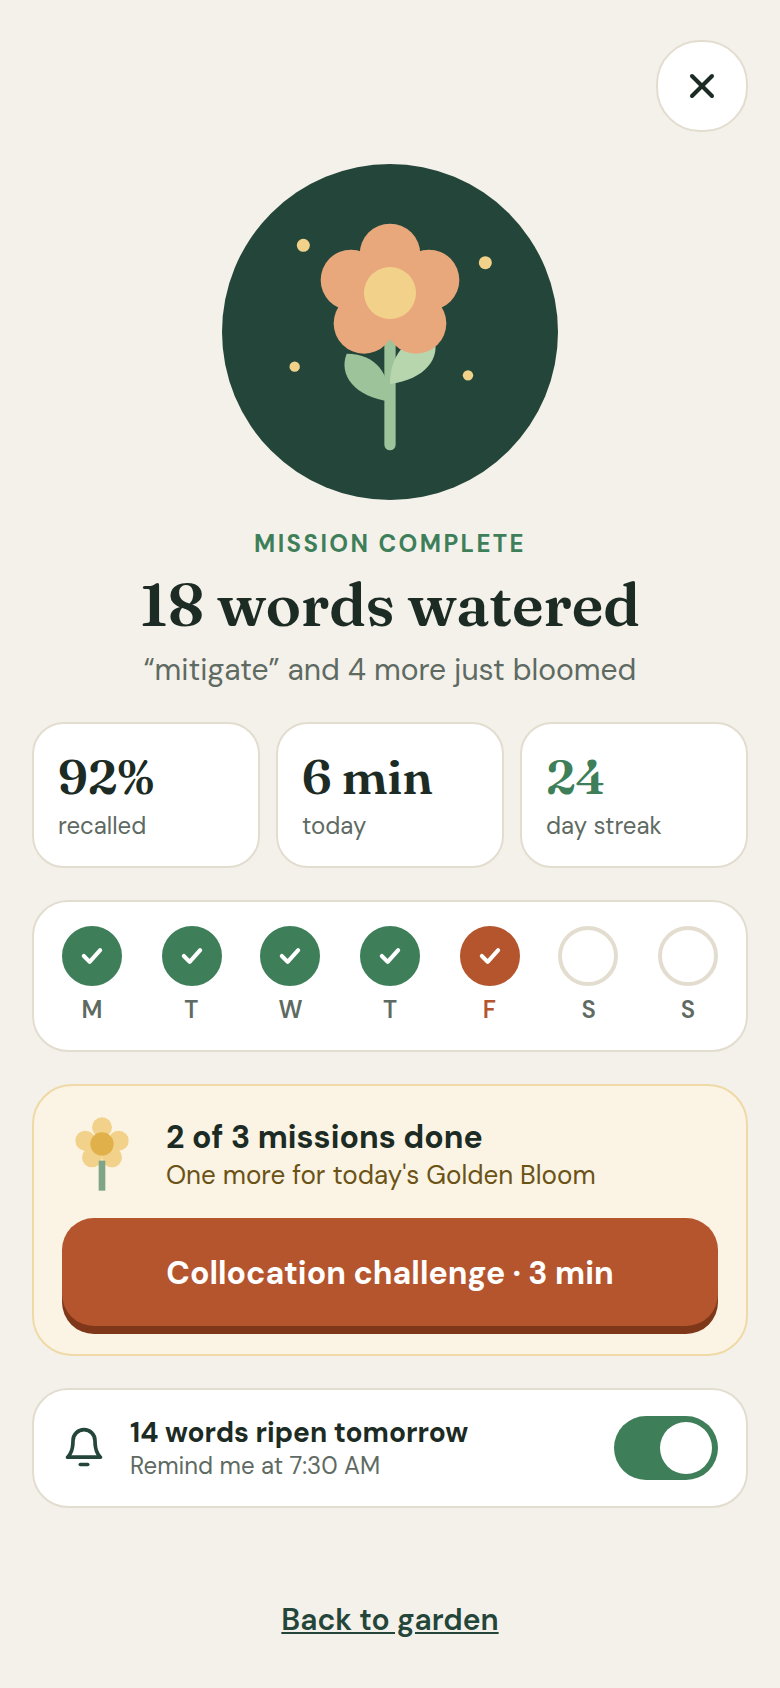 MISSION COMPLETE
18 words watered
“mitigate” and 4 more just bloomed
92%
recalled
6 min
today
24
day streak
M T W T F S S
2 of 3 missions done
One more for today's Golden Bloom
Collocation challenge · 3 min
14 words ripen tomorrow
Remind me at 7:30 AM
Back to garden